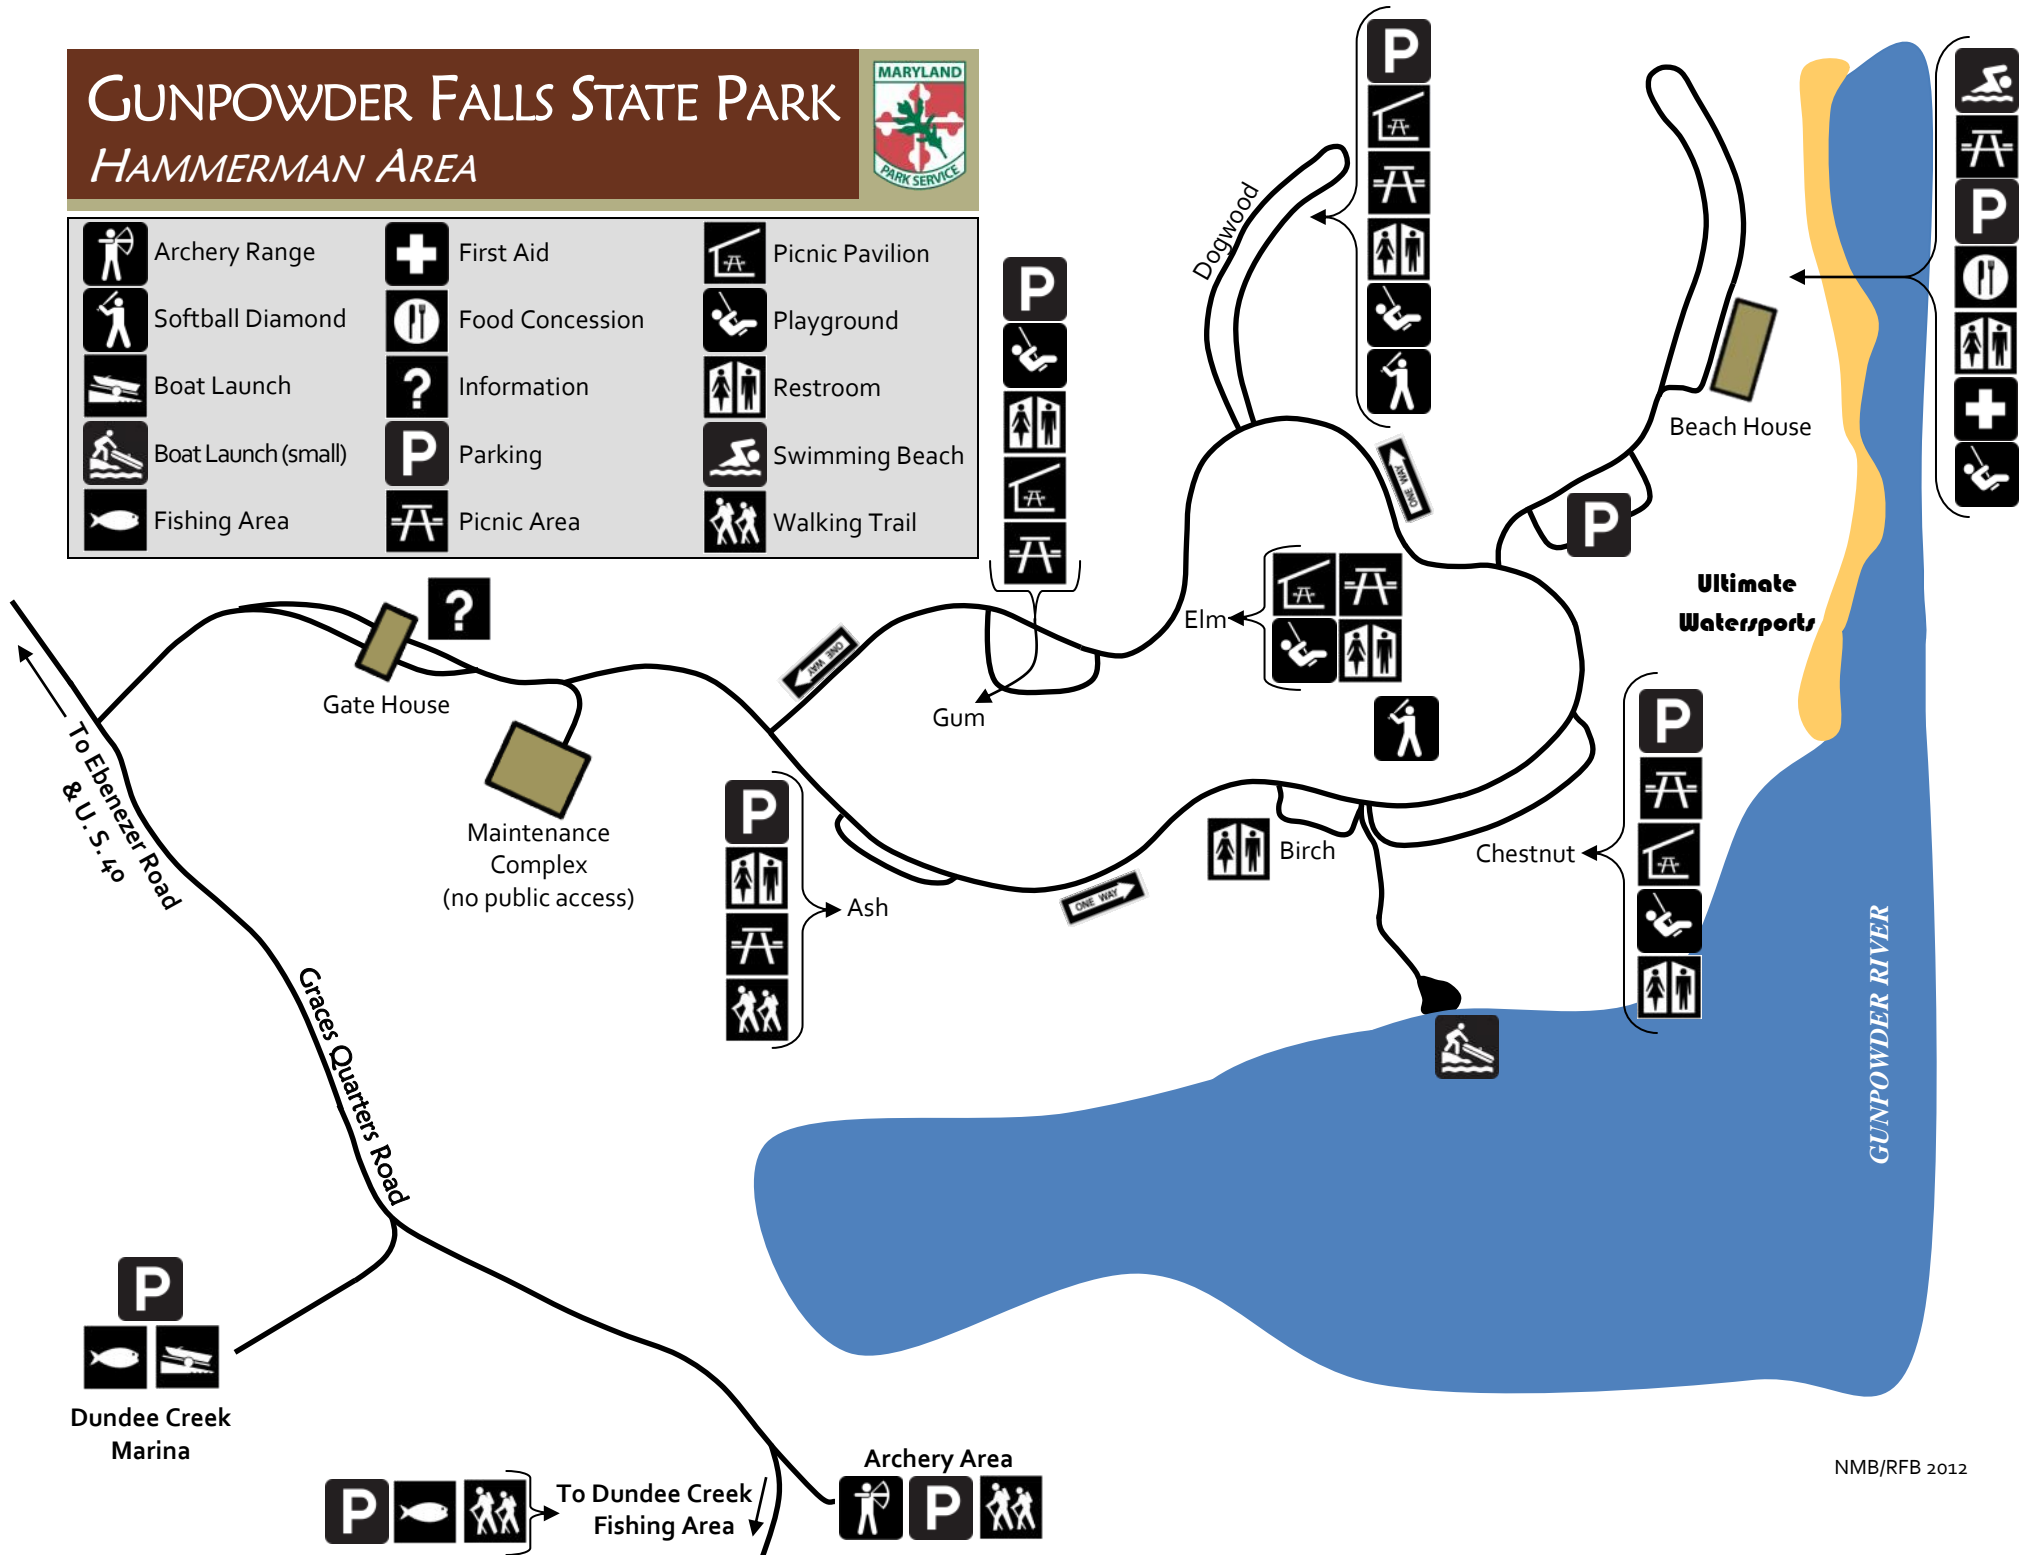 GUNPOWDER FALLS STATE PARK
HAMMERMAN AREA
MARYLAND
PARK SERVICE
Archery Range
First Aid
Picnic Pavilion
Softball Diamond
Food Concession
Playground
Boat Launch
?
Information
Restroom
Boat Launch (small)
P
Parking
Swimming Beach
Fishing Area
Picnic Area
Walking Trail
P
P
P
P
Dogwood
Beach House
ONE WAY
P
Ultimate
Watersports
?
Elm
ONE WAY
Gate House
Gum
To Ebenezer Road
& U. S. 40
P
P
Maintenance
Complex
(no public access)
Birch
Chestnut
ONE WAY
Ash
GUNPOWDER RIVER
Graces Quarters Road
P
Dundee Creek
Marina
Archery Area
P
To Dundee Creek
Fishing Area
P
NMB/RFB 2012